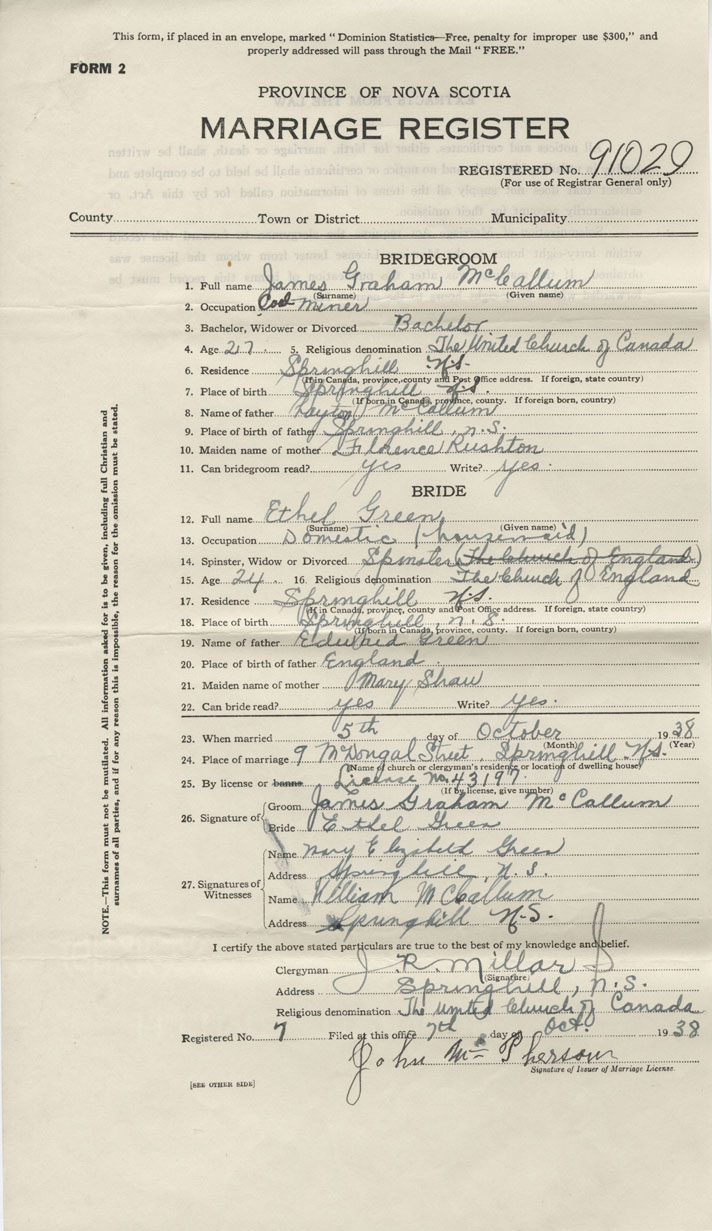 This form, if placed in an envelope, marked "Dominion Statistics—Free, penalty for improper use $300," and
properly addressed will pass through the Mail "FREE."
FORM 2
PROVINCE OF NOVA SCOTIA
MARRIAGE REGISTER
REGISTERED No. 91029
(For use of Registrar General only)
County Town or District Municipality
BRIDEGROOM
1. Full name James Graham McCallum
(Surname) (Given name)
2. Occupation Coal miner
3. Bachelor, Widower or Divorced Bachelor
4. Age 27 5. Religious denomination The United Church of Canada
6. Residence Springhill N.S.
(If in Canada, province, county and Post Office address. If foreign, state country)
7. Place of birth Springhill N.S.
(If born in Canada, province, county. If foreign born, country)
8. Name of father Layton McCallum
9. Place of birth of father Springhill, N.S.
10. Maiden name of mother Florence Rushton
11. Can bridegroom read? yes Write? yes.
BRIDE
12. Full name Ethel Green
(Surname) (Given name)
13. Occupation Domestic (housemaid)
14. Spinster, Widow or Divorced Spinster (The Church of England)
15. Age 24 16. Religious denomination The Church of England
17. Residence Springhill N.S.
(If in Canada, province, county and Post Office address. If foreign, state country)
18. Place of birth Springhill, N.S.
(If born in Canada, province, county. If foreign born, country)
19. Name of father Edward Green
20. Place of birth of father England
21. Maiden name of mother Mary Shaw
22. Can bride read? yes Write? yes.
23. When married 5th day of October 1938
(Month) (Year)
24. Place of marriage 9 McDongal Street, Springhill N.S.
(Name of church or clergyman's residence or location of dwelling house)
25. By license or banns License No. 43197
(If by license, give number)
26. Signature of Groom James Graham McCallum
Bride Ethel Green
27. Signatures of Witnesses Name Mary Elizabeth Green
Address Springhill, N.S.
Name William McCallum
Address Springhill N.S.
I certify the above stated particulars are true to the best of my knowledge and belief.
Clergyman J. R. Millar
(Signature)
Address Springhill, N.S.
Religious denomination The United Church of Canada
Registered No. 7 Filed at this office 7th day of Oct. 1938
John McPherson
Signature of Issuer of Marriage License.
[SEE OTHER SIDE]
NOTE.—This form must not be mutilated. All information asked for is to be given, including full Christian and
surnames of all parties, and if for any reason this is impossible, the reason for the omission must be stated.